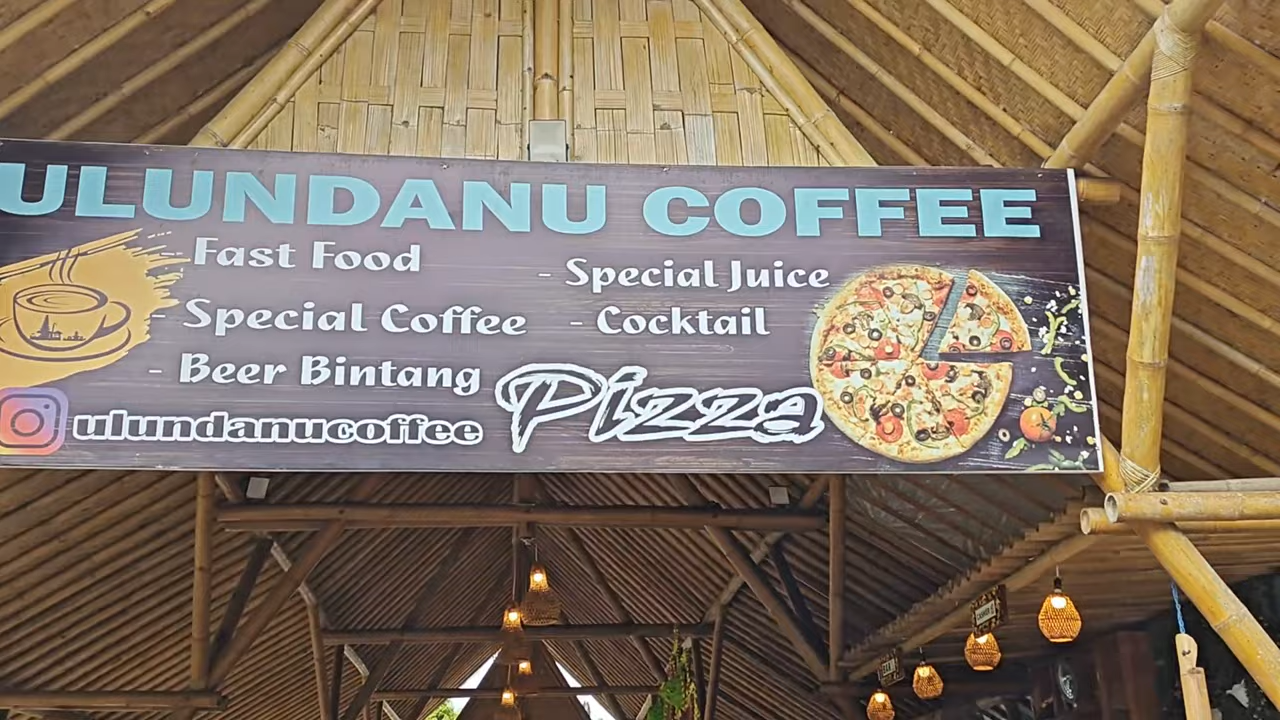 ULUNDANU COFFEE
Fast Food
- Special Coffee
- Beer Bintang
- Special Juice
- Cocktail
Pizza
ulundanucoffee